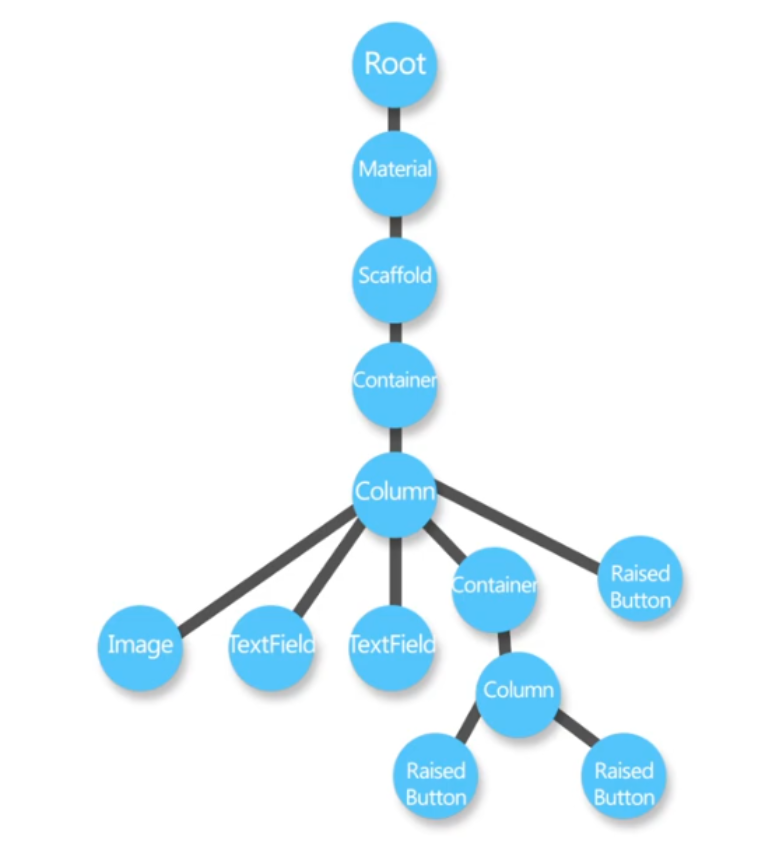 Root
Material
Scaffold
Container
Column
Image
TextField
TextField
Container
Raised
Button
Column
Raised
Button
Raised
Button